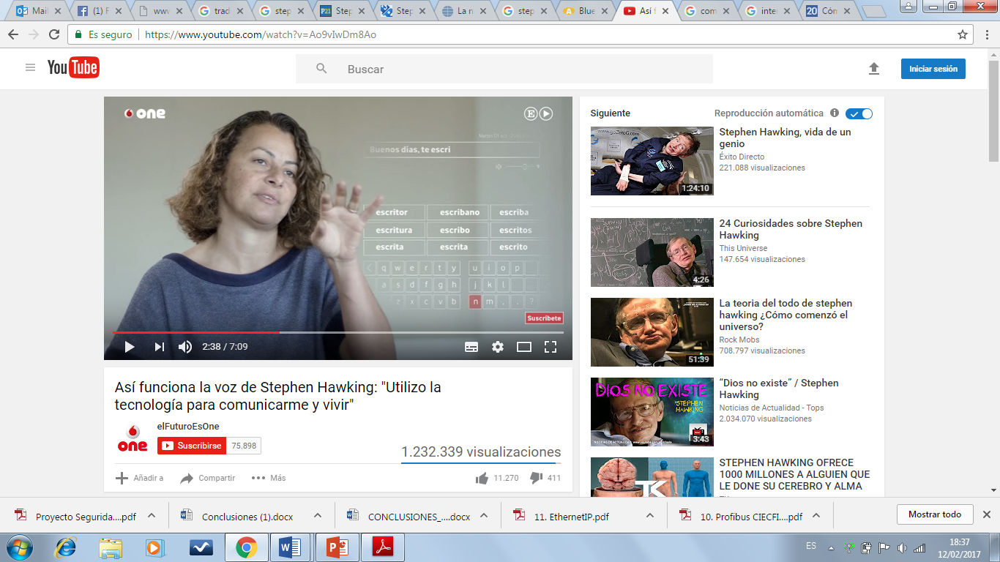 Mail
(1) F
www
trad
step
Step
Step
La n
step
Blue
Así f
com
inte
Cón
Es seguro
https://www.youtube.com/watch?v=Ao9vIwDm8Ao
YouTube
Buscar
Iniciar sesión
one
E
Buenos días, te escri
escritor escribano escriba
escritura escribo escritos
escrita escrita escrito
q w e r t y u i o p
a s d f g h j k l
z x c v b n m , . ?
Suscríbete
2:38 / 7:09
Así funciona la voz de Stephen Hawking: "Utilizo la
tecnología para comunicarme y vivir"
one
elFuturoEsOne
Suscribirse 75.898
1.232.339 visualizaciones
Añadir a Compartir Más 11.270 411
Siguiente Reproducción automática
www.goZeroG.com
1:24:10
Stephen Hawking, vida de un
genio
Éxito Directo
221.088 visualizaciones
4:26
24 Curiosidades sobre Stephen
Hawking
This Universe
147.654 visualizaciones
51:39
La teoria del todo de stephen
hawking ¿Cómo comenzó el
universo?
Rock Mobs
708.797 visualizaciones
DIOS NO EXISTE
STEPHEN
HAWKING
3:43
“Dios no existe” / Stephen
Hawking
Noticias de Actualidad - Tops
2.034.070 visualizaciones
TK
STEPHEN HAWKING OFRECE
1000 MILLONES A ALGUIEN QUE
LE DONE SU CEREBRO Y ALMA
Proyecto Segurida....pdf
Conclusiones (1).docx
CONCLUSIONES_....docx
11. EthernetIP.pdf
10. Profibus CIECFI....pdf
Mostrar todo
ES
18:37
12/02/2017